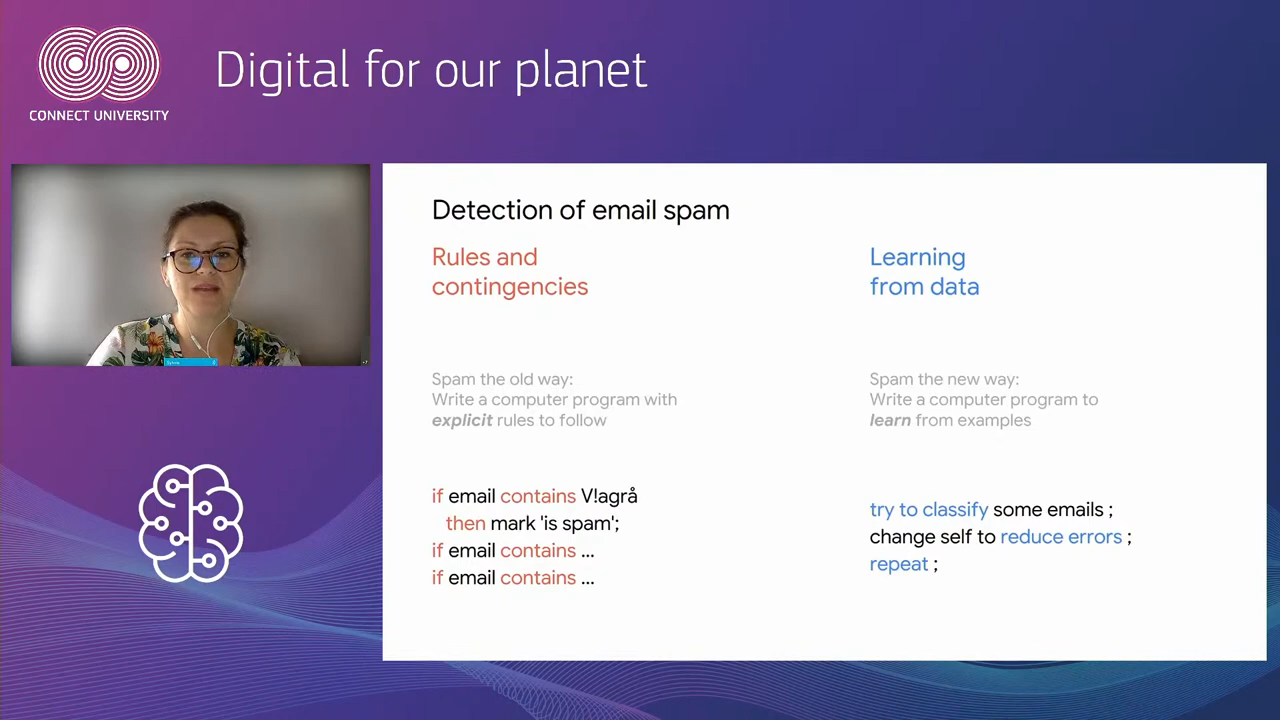 Digital for our planet
CONNECT UNIVERSITY
Sylvie
Detection of email spam
Rules and
contingencies
Spam the old way:
Write a computer program with
explicit rules to follow
if email contains V!agrå
then mark 'is spam';
if email contains ...
if email contains ...
Learning
from data
Spam the new way:
Write a computer program to
learn from examples
try to classify some emails ;
change self to reduce errors ;
repeat ;